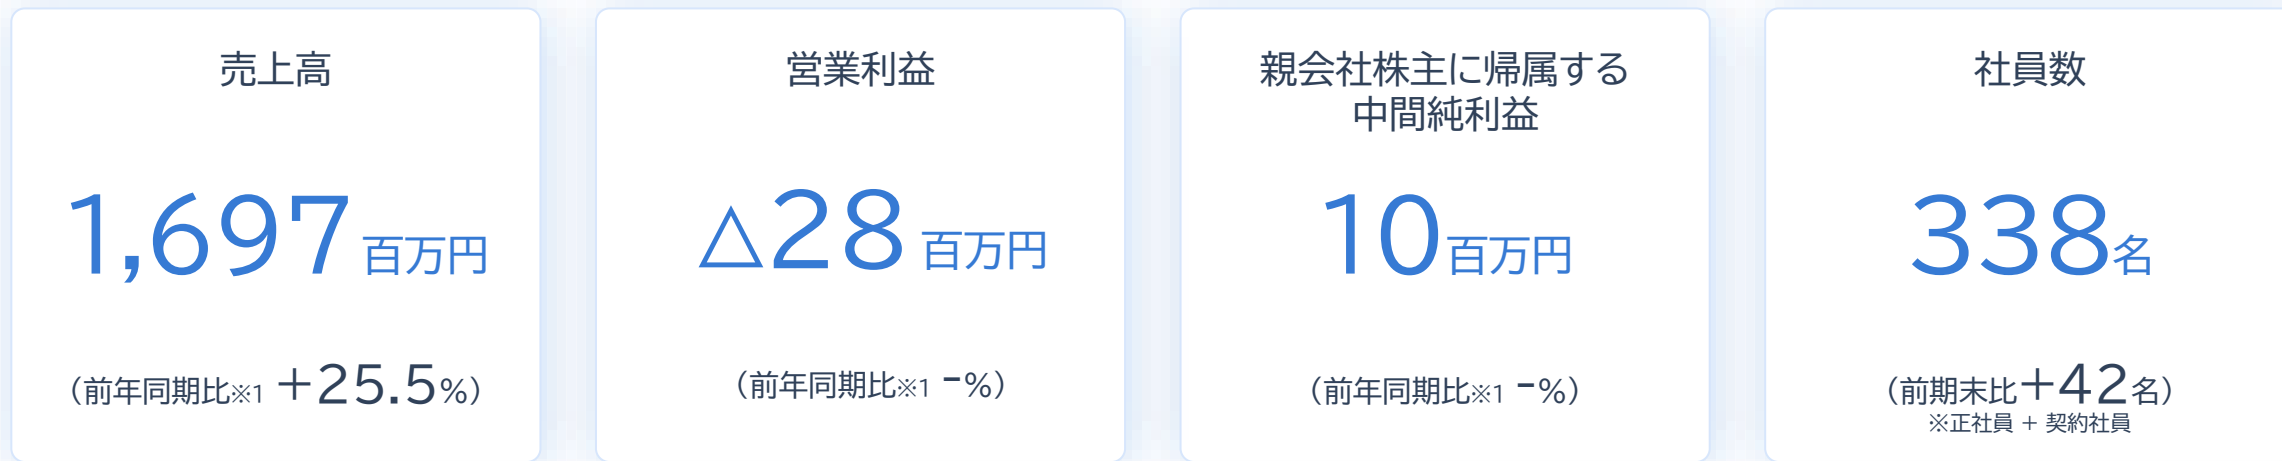 売上高
1,697百万円
（前年同期比※1 +25.5%）
営業利益
△28百万円
（前年同期比※1 -%）
親会社株主に帰属する
中間純利益
10百万円
（前年同期比※1 -%）
社員数
338名
（前期末比+42名）
※正社員 + 契約社員